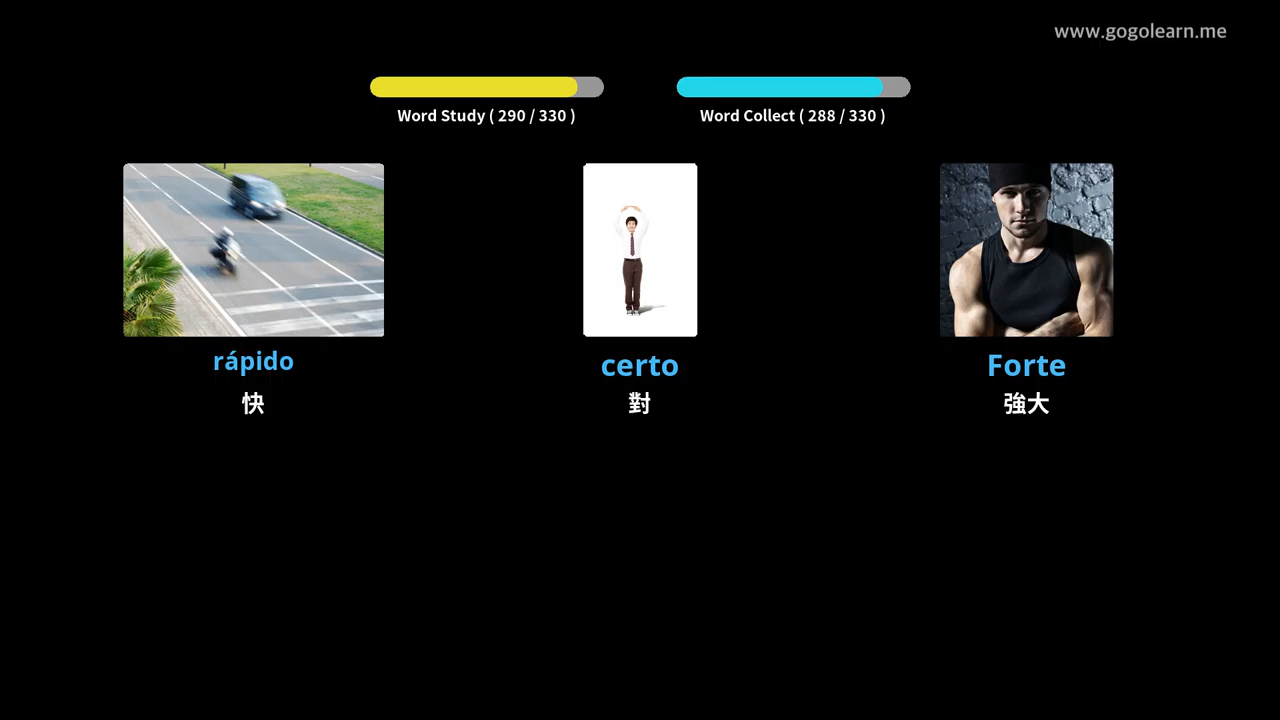 www.gogolearn.me
Word Study ( 290 / 330 )
Word Collect ( 288 / 330 )
rápido
certo
Forte
快
對
強大